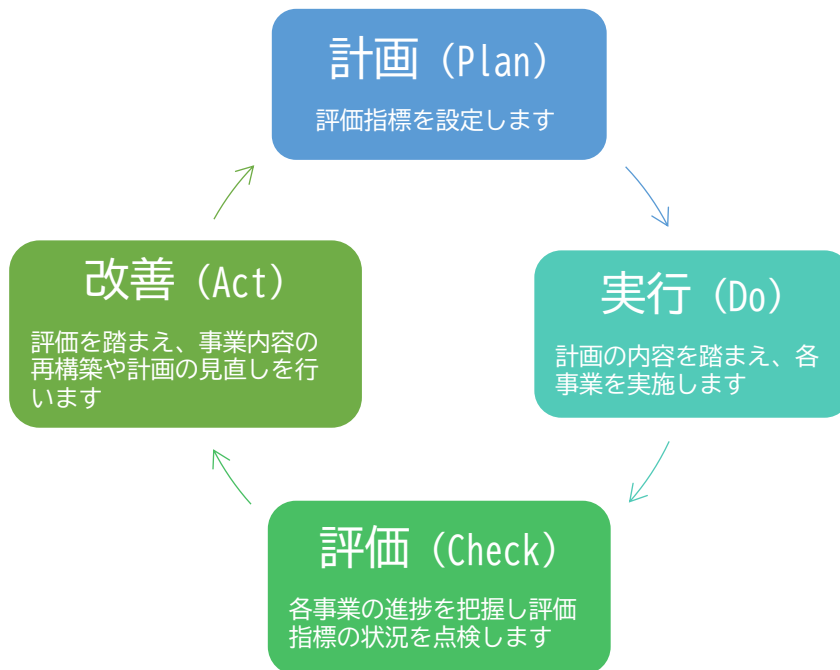 計画（Plan）
評価指標を設定します
実行（Do）
計画の内容を踏まえ、各
事業を実施します
評価（Check）
各事業の進捗を把握し評価
指標の状況を点検します
改善（Act）
評価を踏まえ、事業内容の
再構築や計画の見直しを行
います